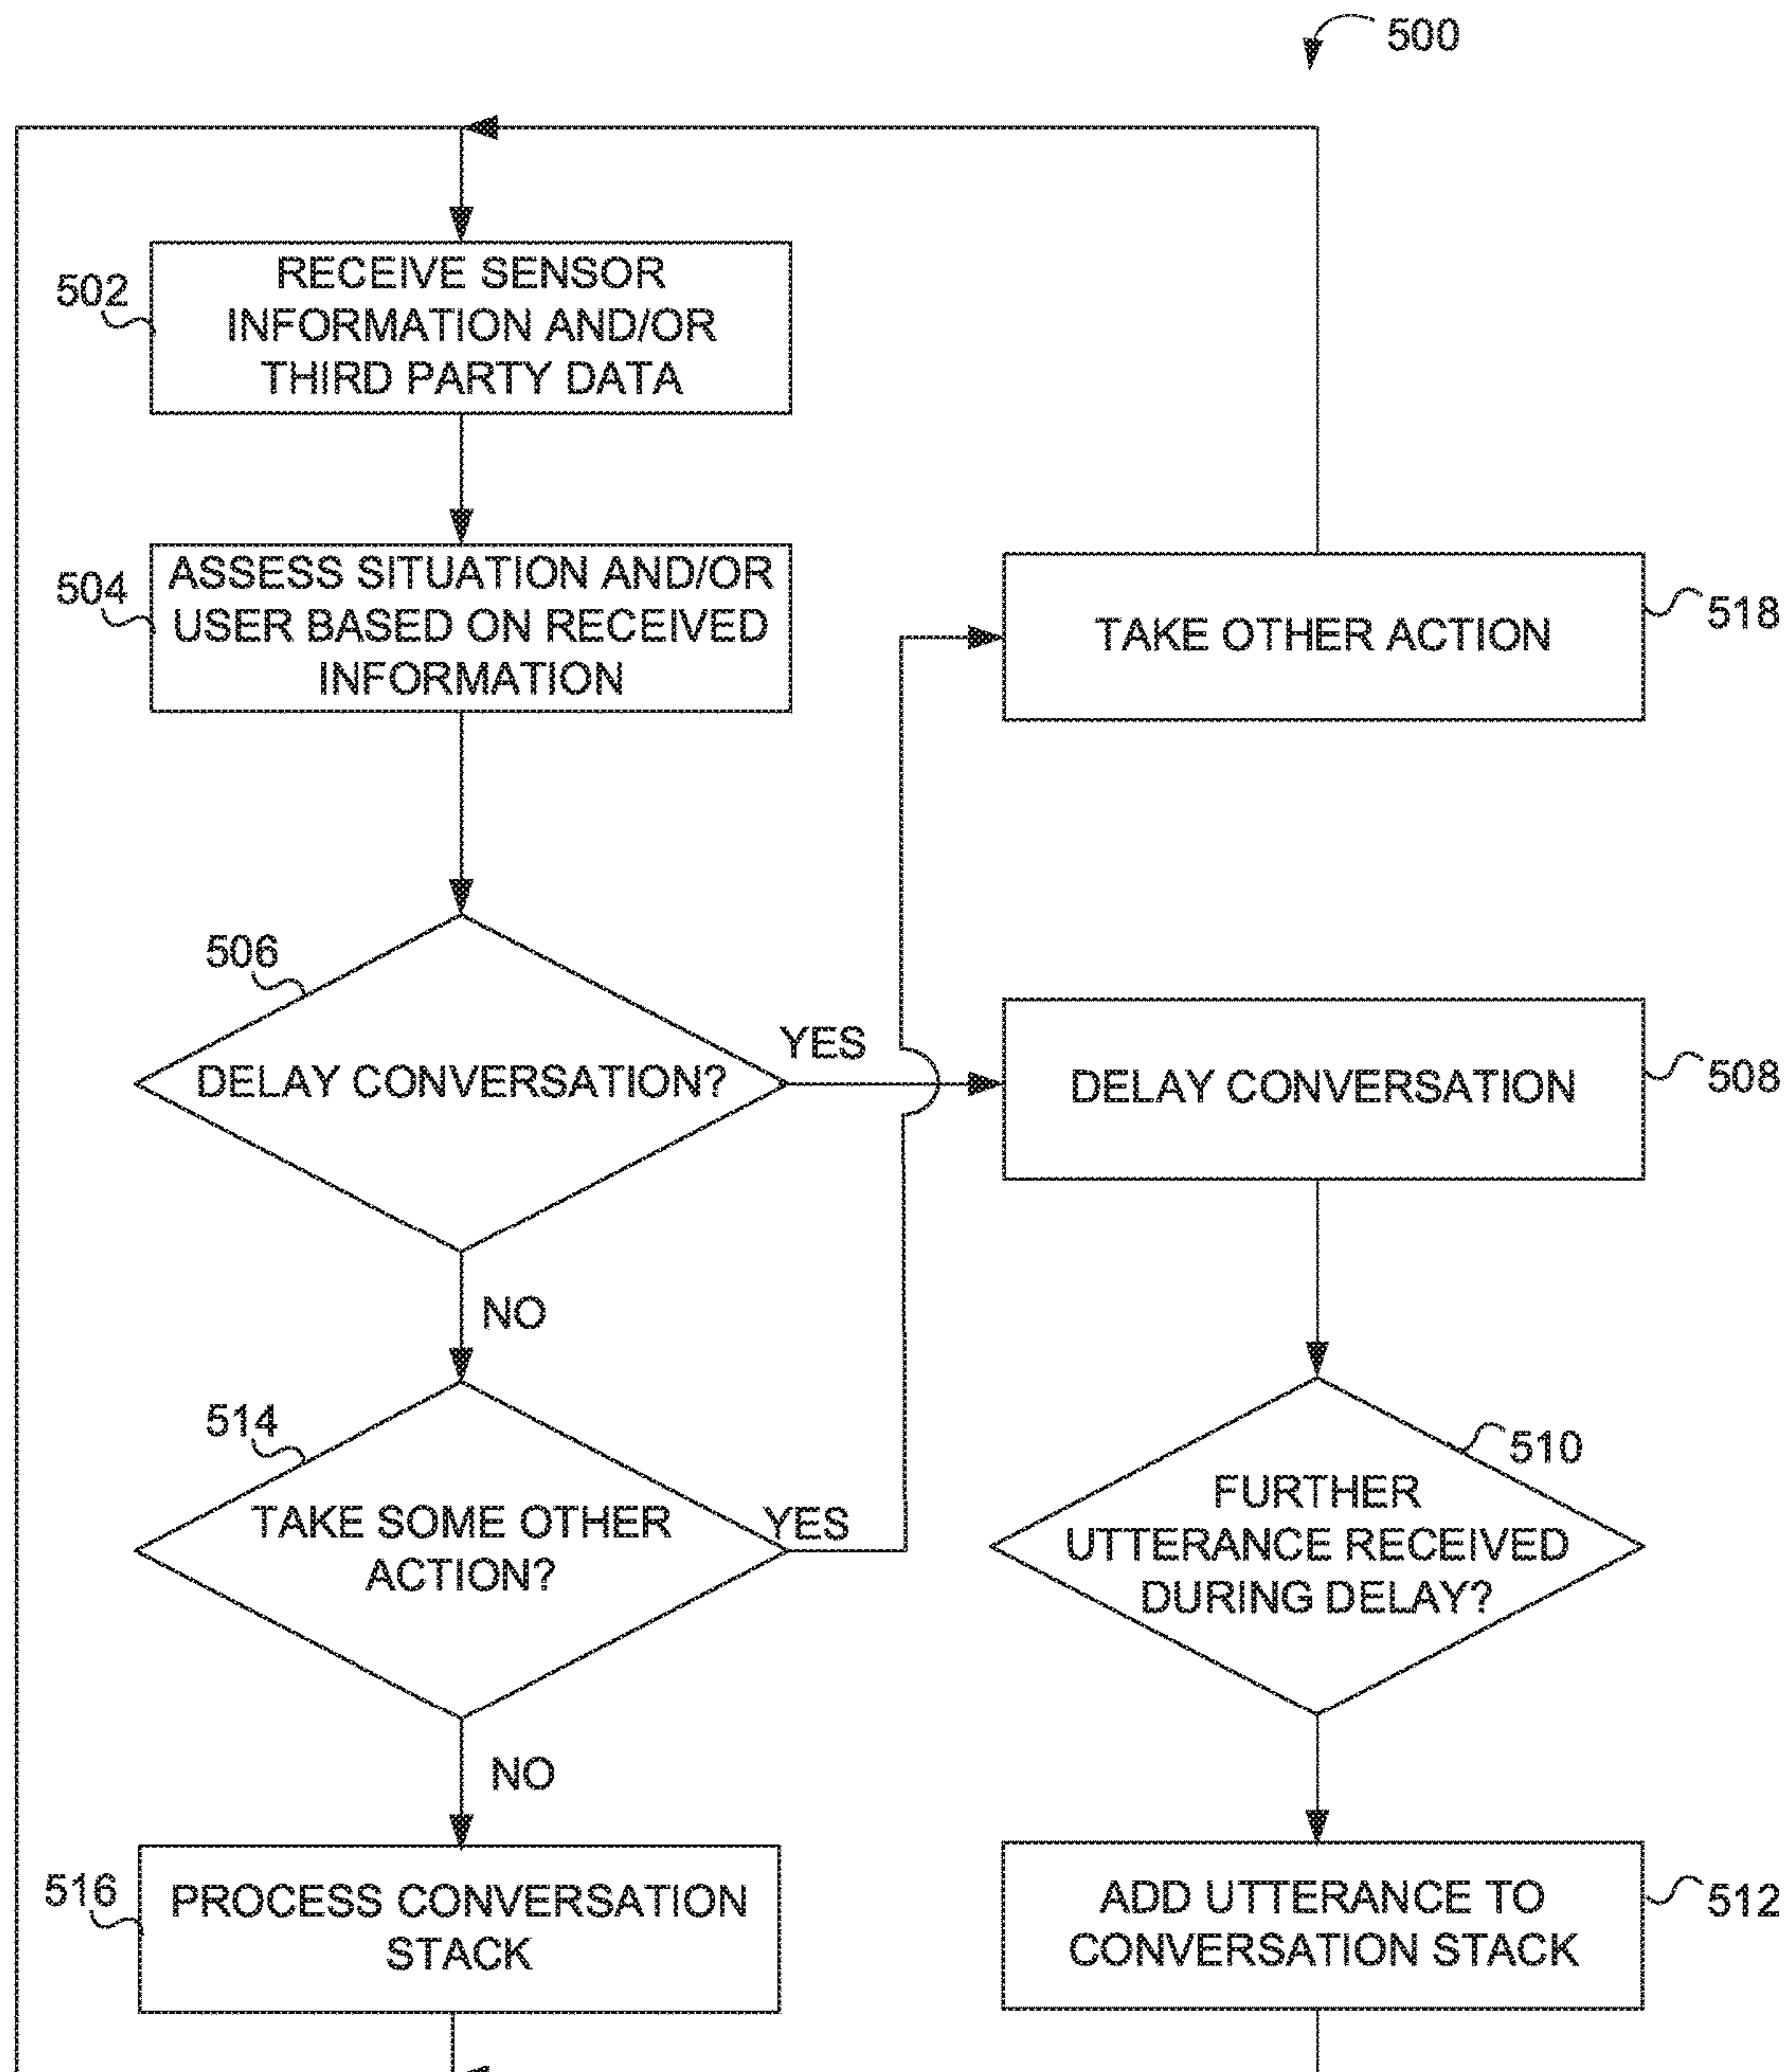 500
502
RECEIVE SENSOR
INFORMATION AND/OR
THIRD PARTY DATA
504
ASSESS SITUATION AND/OR
USER BASED ON RECEIVED
INFORMATION
TAKE OTHER ACTION
518
506
DELAY CONVERSATION?
YES
DELAY CONVERSATION
508
NO
514
TAKE SOME OTHER
ACTION?
YES
510
FURTHER
UTTERANCE RECEIVED
DURING DELAY?
NO
516
PROCESS CONVERSATION
STACK
ADD UTTERANCE TO
CONVERSATION STACK
512